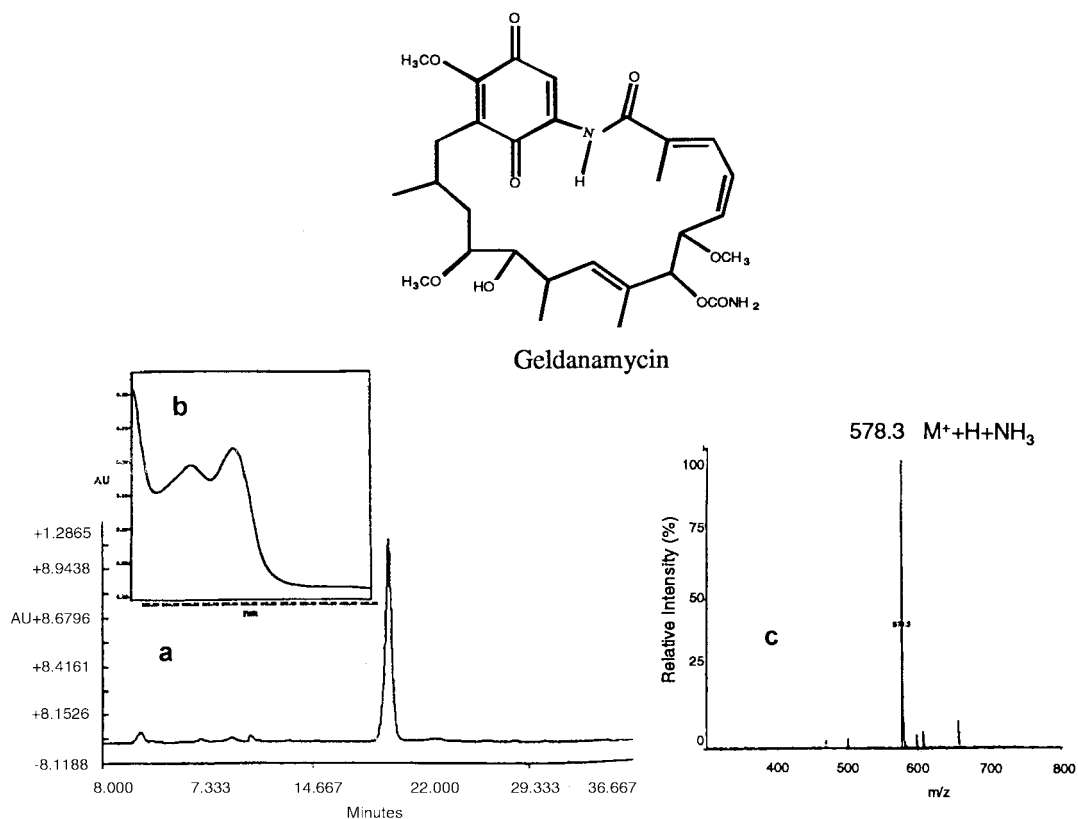 O
H₃CO
O
N
H
O
OCH₃
H₃CO
HO
OCONH₂
Geldanamycin
b
AU
578.3 M⁺+H+NH₃
100
75
50
25
0
Relative Intensity (%)
c
400 500 600 700 800
m/z
+1.2865
+8.9438
AU+8.6796
+8.4161
+8.1526
-8.1188
a
8.000 7.333 14.667 22.000 29.333 36.667
Minutes